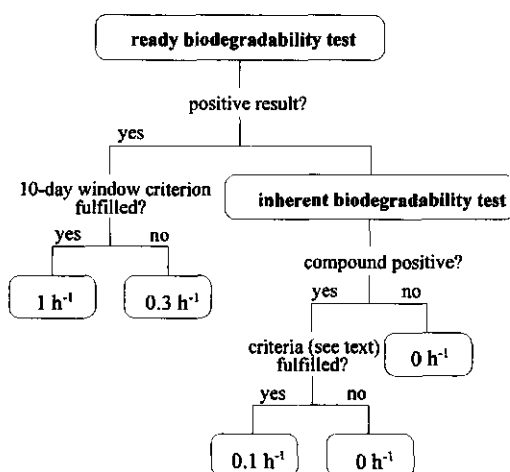 ready biodegradability test
positive result?
yes
10-day window criterion
fulfilled?
yes no
1 h⁻¹ 0.3 h⁻¹
inherent biodegradability test
compound positive?
yes no
0 h⁻¹
criteria (see text)
fulfilled?
yes no
0.1 h⁻¹ 0 h⁻¹